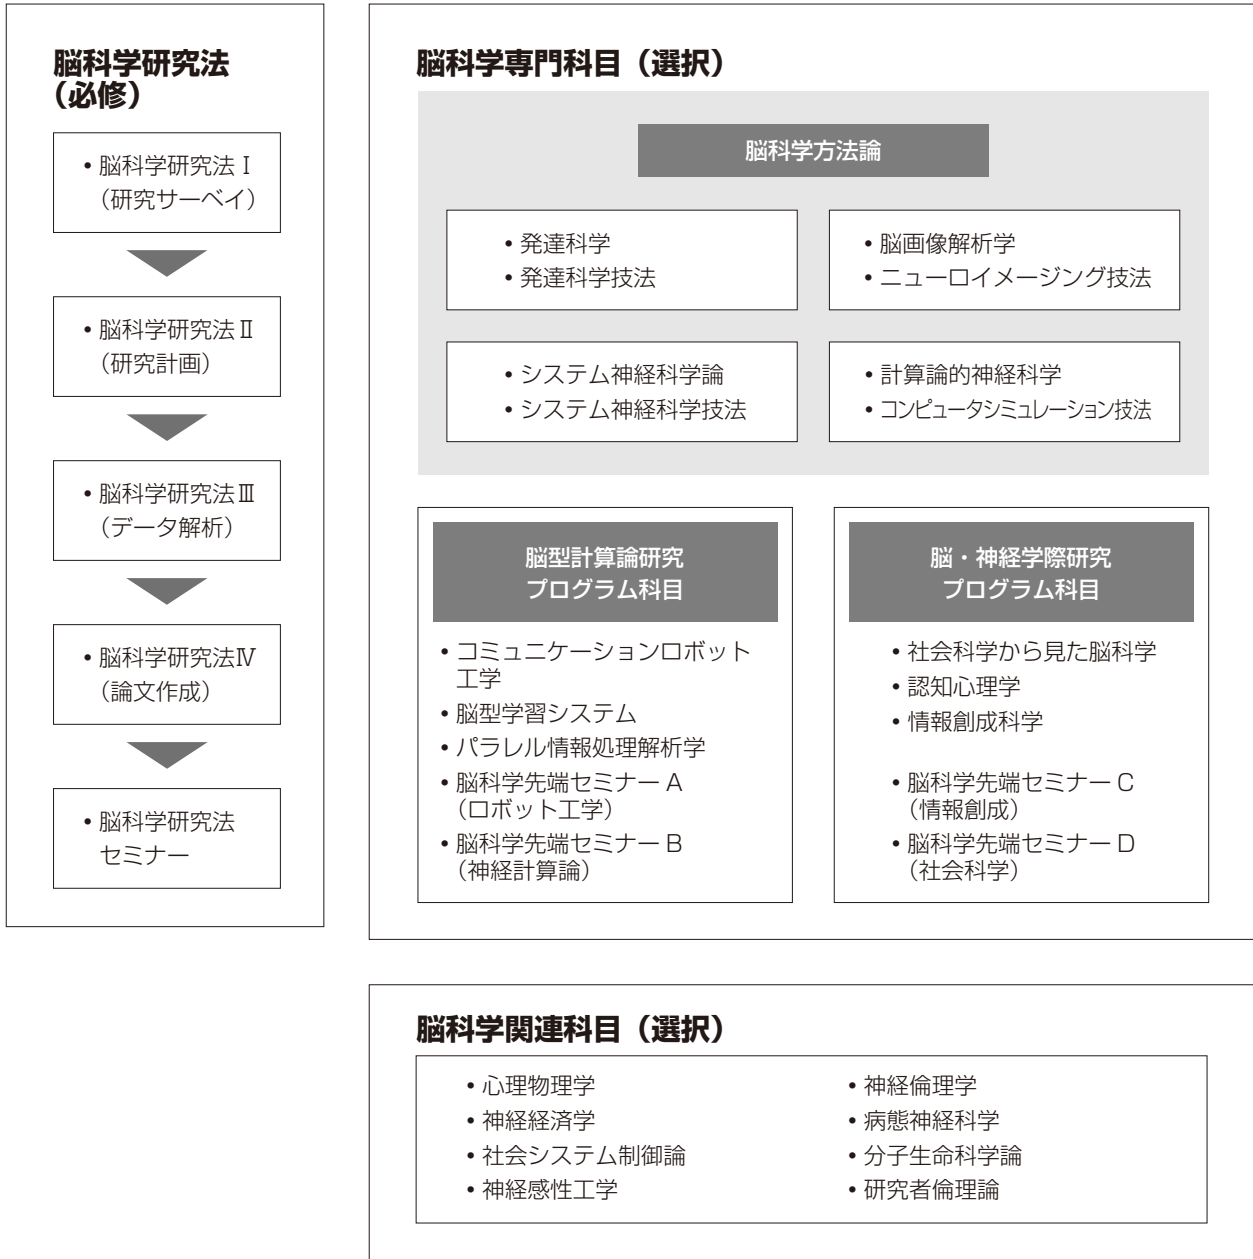 脳科学研究法
（必修）
• 脳科学研究法Ⅰ
（研究サーベイ）
• 脳科学研究法Ⅱ
（研究計画）
• 脳科学研究法Ⅲ
（データ解析）
• 脳科学研究法Ⅳ
（論文作成）
• 脳科学研究法
セミナー
脳科学専門科目（選択）
脳科学方法論
• 発達科学
• 発達科学技法
• 脳画像解析学
• ニューロイメージング技法
• システム神経科学論
• システム神経科学技法
• 計算論的神経科学
• コンピュータシミュレーション技法
脳型計算論研究
プログラム科目
• コミュニケーションロボット
工学
• 脳型学習システム
• パラレル情報処理解析学
• 脳科学先端セミナー A
（ロボット工学）
• 脳科学先端セミナー B
（神経計算論）
脳・神経学際研究
プログラム科目
• 社会科学から見た脳科学
• 認知心理学
• 情報創成科学
• 脳科学先端セミナー C
（情報創成）
• 脳科学先端セミナー D
（社会科学）
脳科学関連科目（選択）
• 心理物理学
• 神経経済学
• 社会システム制御論
• 神経感性工学
• 神経倫理学
• 病態神経科学
• 分子生命科学論
• 研究者倫理論